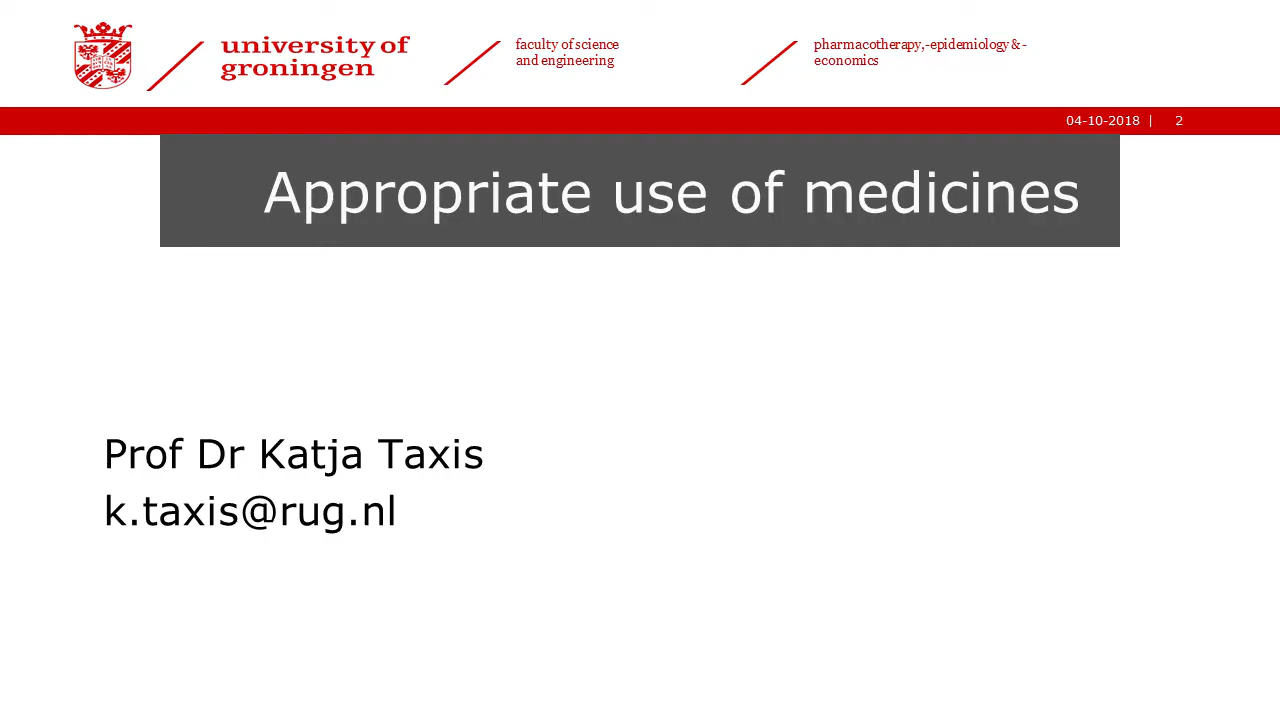 university of
groningen
faculty of science
and engineering
pharmacotherapy,-epidemiology & -
economics
04-10-2018 | 2
Appropriate use of medicines
Prof Dr Katja Taxis
k.taxis@rug.nl